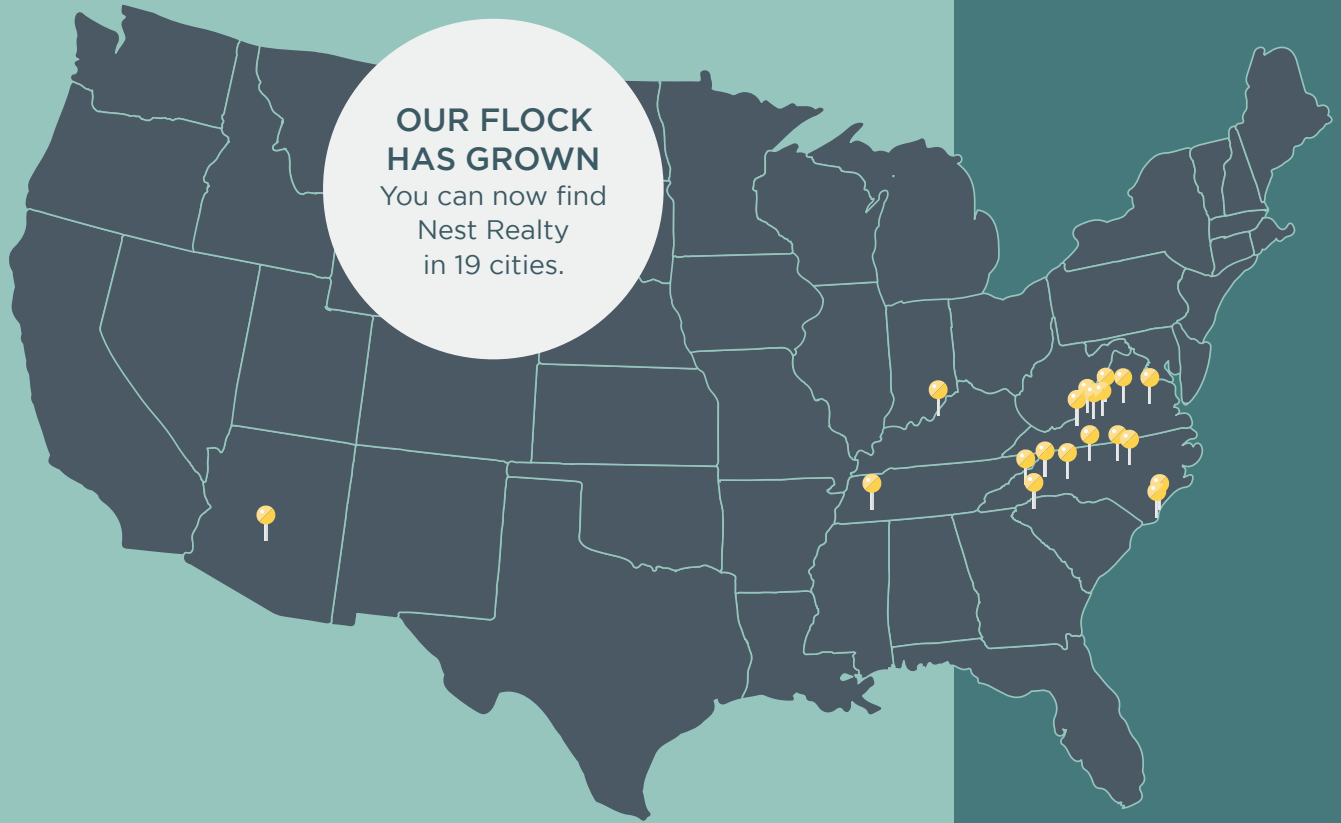 OUR FLOCK
HAS GROWN
You can now find
Nest Realty
in 19 cities.